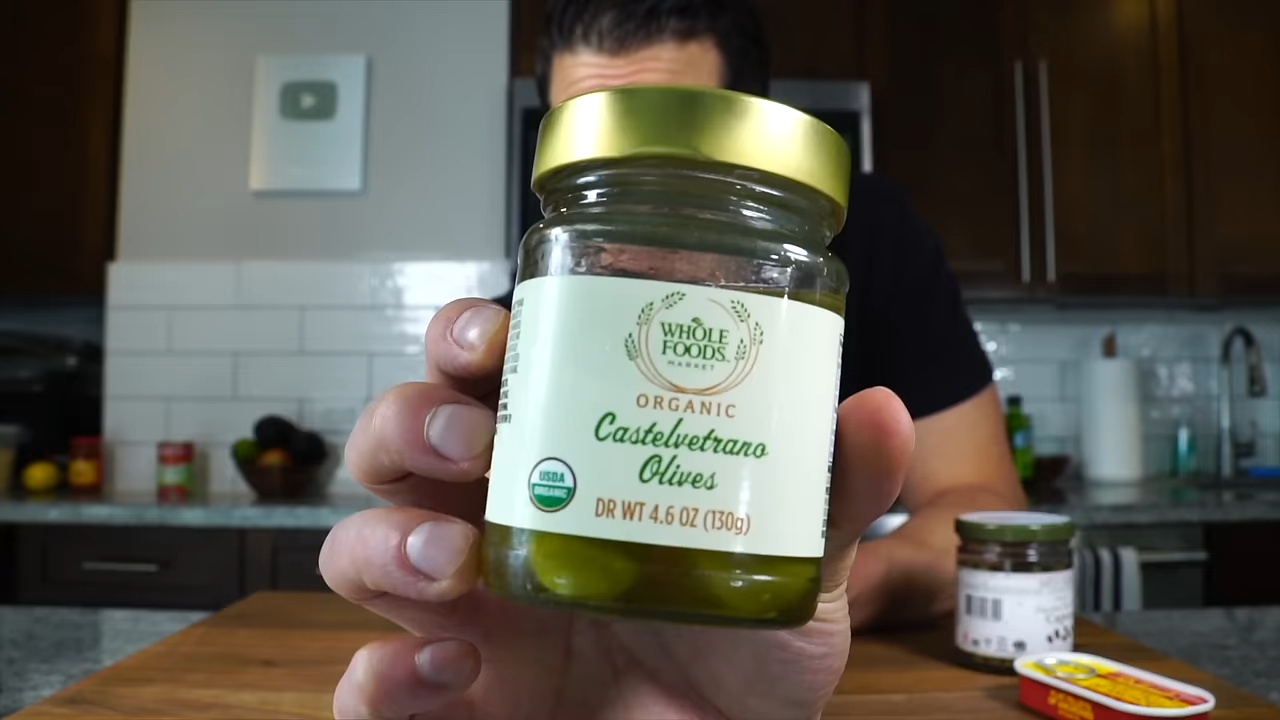 WHOLE
FOODS
MARKET
ORGANIC
Castelvetrano
Olives
USDA
ORGANIC
DR WT 4.6 OZ (130g)